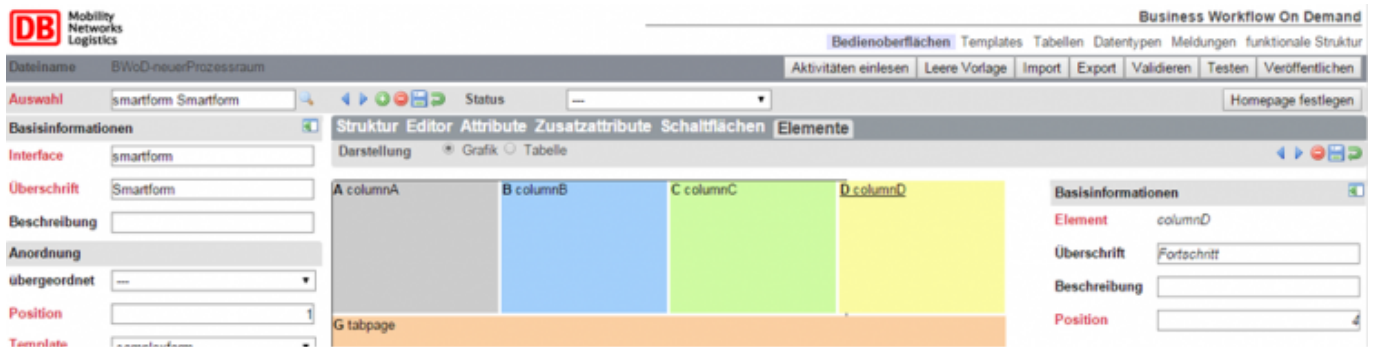 DB Mobility
Networks
Logistics
Business Workflow On Demand
Bedienoberflächen Templates Tabellen Datentypen Meldungen funktionale Struktur
Dateiname BWoD-neuerProzessraum Aktivitäten einlesen Leere Vorlage Import Export Validieren Testen Veröffentlichen
Auswahl smartform Smartform Status --- Homepage festlegen
Basisinformationen Struktur Editor Attribute Zusatzattribute Schaltflächen Elemente
Interface smartform Darstellung Grafik Tabelle
Überschrift Smartform A columnA B columnB C columnC D columnD Basisinformationen
Element columnD
Beschreibung
Anordnung Überschrift Fortschritt
übergeordnet --- Beschreibung
Position 1 G tabpage Position 4
Template complexform